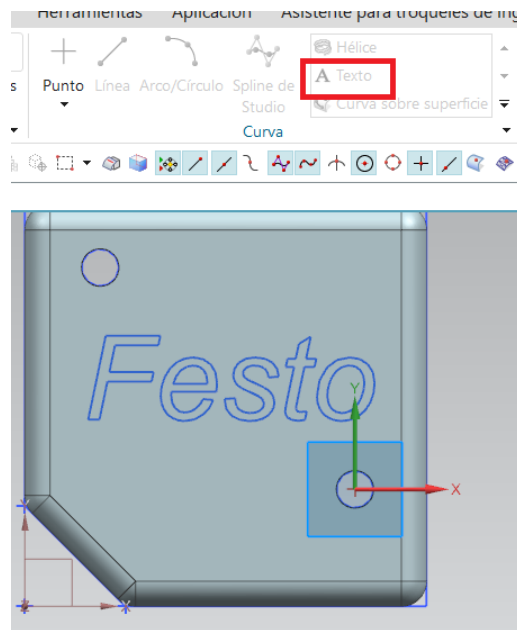 Herramientas Aplicación Asistente para troqueles de ing
s Punto Línea Arco/Círculo Spline de Studio
Hélice
A Texto
Curva sobre superficie
Curva
Festo
Y
X